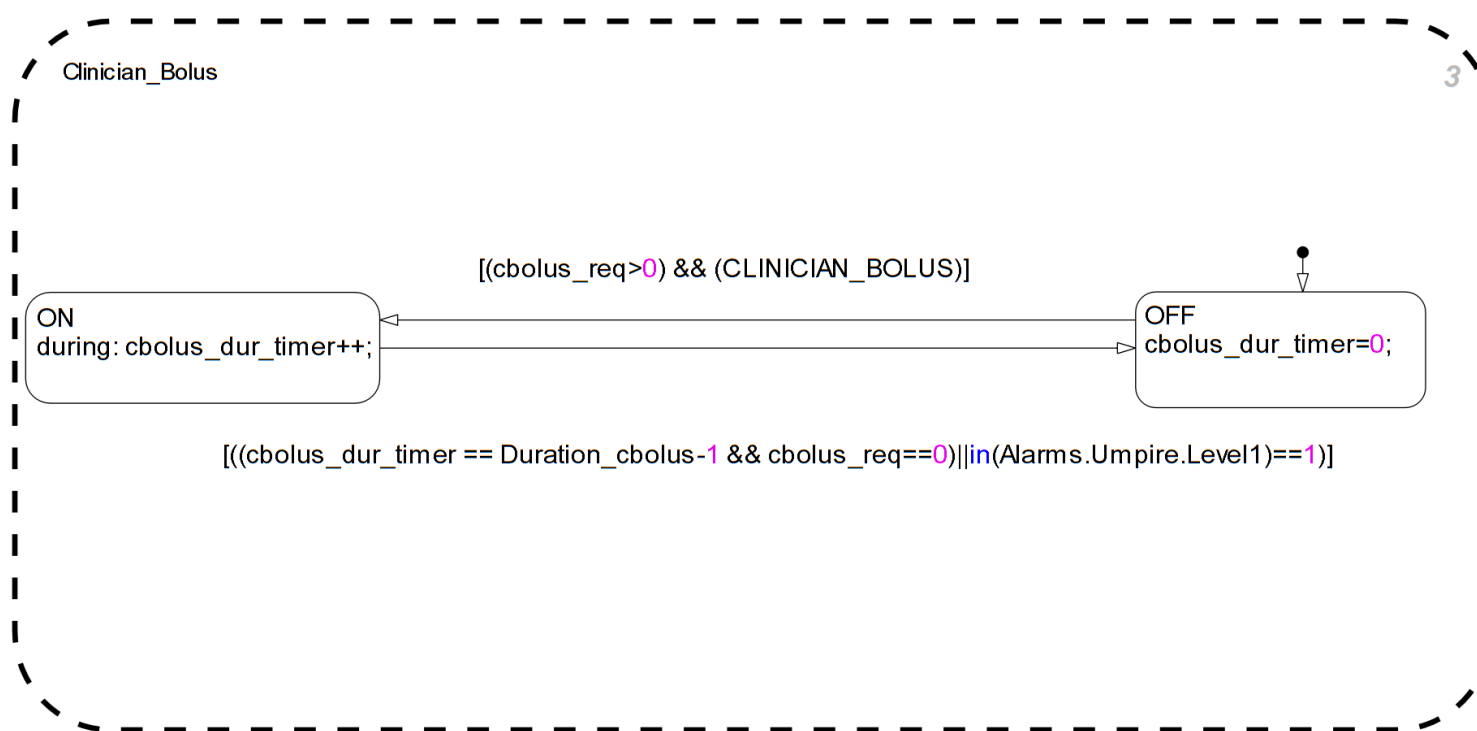 Clinician_Bolus
3
[(cbolus_req>0) && (CLINICIAN_BOLUS)]
ON
during: cbolus_dur_timer++;
OFF
cbolus_dur_timer=0;
[((cbolus_dur_timer == Duration_cbolus-1 && cbolus_req==0)||in(Alarms.Umpire.Level1)==1)]